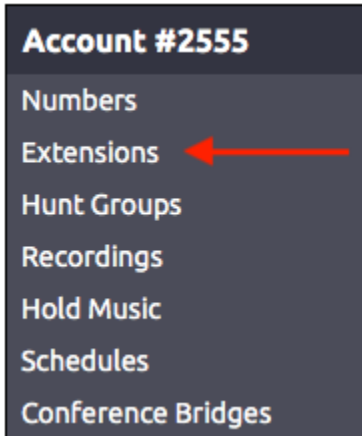 Account #2555
Numbers
Extensions
Hunt Groups
Recordings
Hold Music
Schedules
Conference Bridges